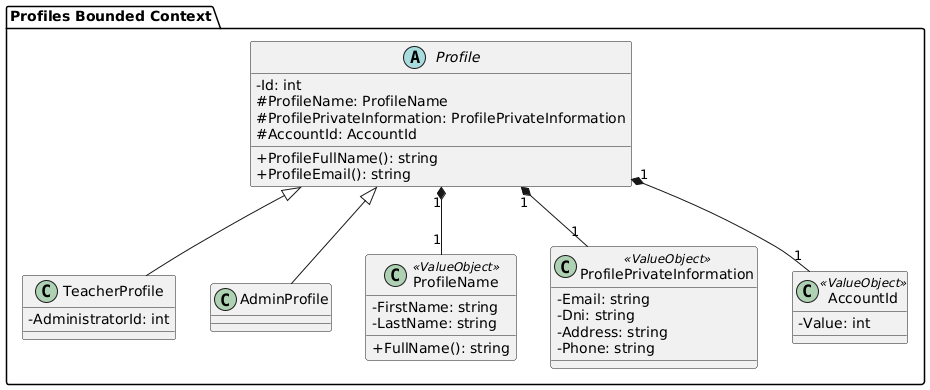 Profiles Bounded Context
A Profile
-Id: int
#ProfileName: ProfileName
#ProfilePrivateInformation: ProfilePrivateInformation
#AccountId: AccountId
+ProfileFullName(): string
+ProfileEmail(): string
1
1
1
1
1
1
C TeacherProfile
-AdministratorId: int
C AdminProfile
C «ValueObject»
ProfileName
-FirstName: string
-LastName: string
+FullName(): string
C «ValueObject»
ProfilePrivateInformation
-Email: string
-Dni: string
-Address: string
-Phone: string
C «ValueObject»
AccountId
-Value: int